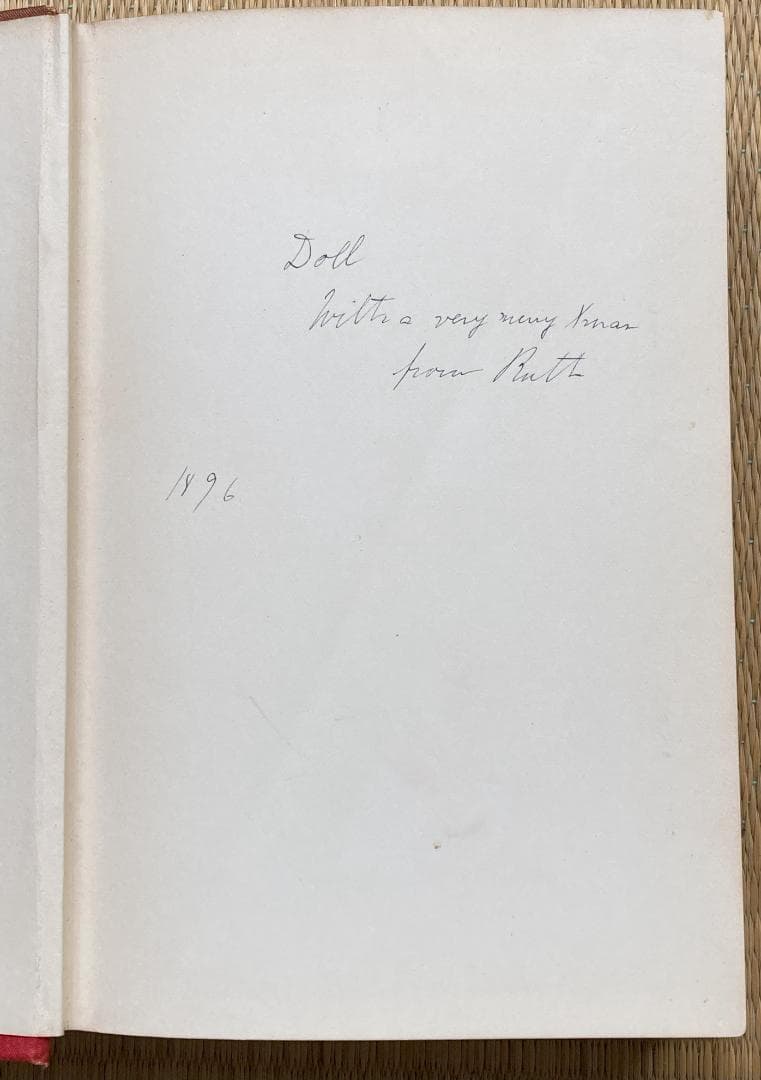 Doll
With a very merry Xmas
from Ruth
1896